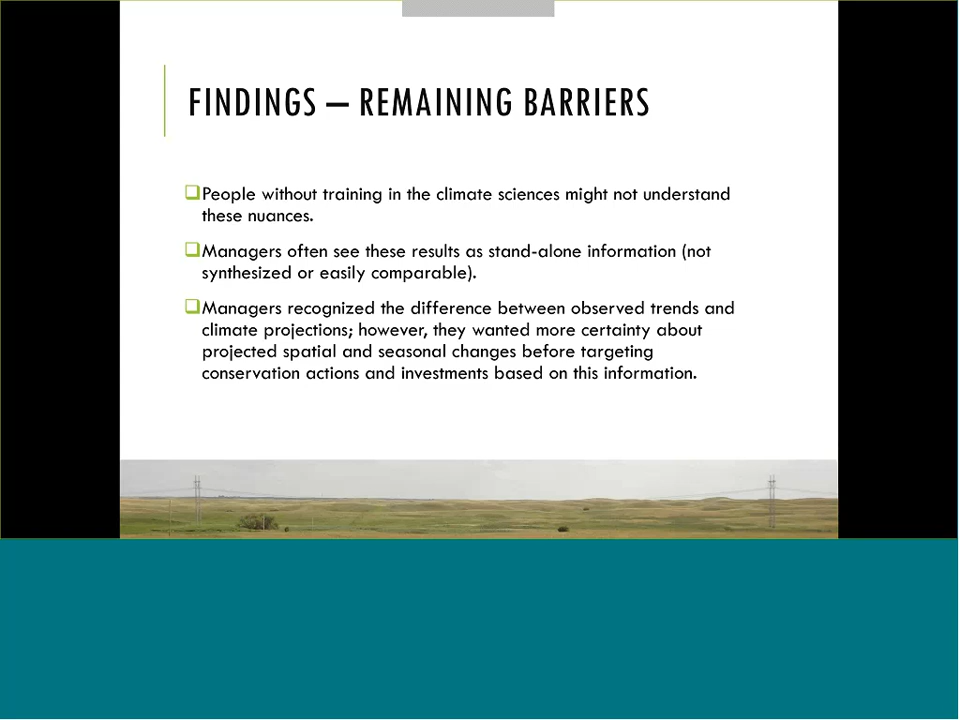 FINDINGS – REMAINING BARRIERS
People without training in the climate sciences might not understand
these nuances.
Managers often see these results as stand-alone information (not
synthesized or easily comparable).
Managers recognized the difference between observed trends and
climate projections; however, they wanted more certainty about
projected spatial and seasonal changes before targeting
conservation actions and investments based on this information.